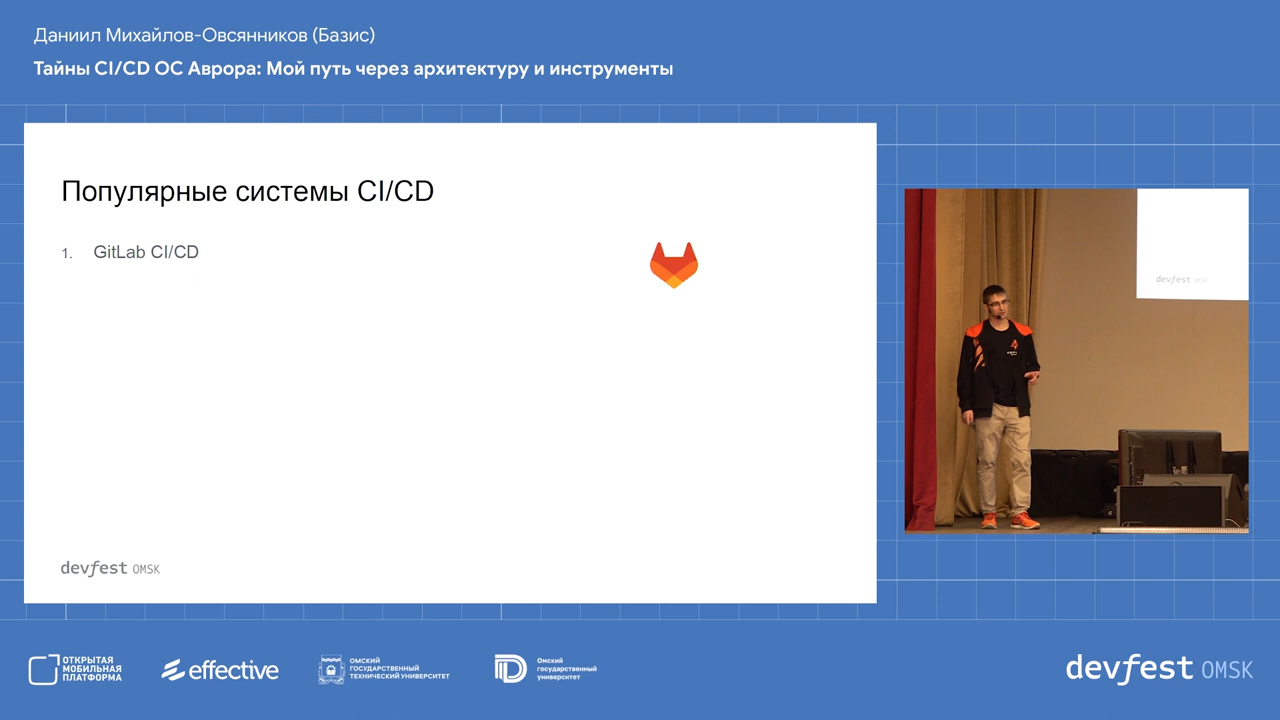 Даниил Михайлов-Овсянников (Базис)
Тайны CI/CD ОС Аврора: Мой путь через архитектуру и инструменты
Популярные системы CI/CD
1. GitLab CI/CD
devfest OMSK
devfest OMSK
ОТКРЫТАЯ
МОБИЛЬНАЯ
ПЛАТФОРМА
effective
ОМСКИЙ
ГОСУДАРСТВЕННЫЙ
ТЕХНИЧЕСКИЙ УНИВЕРСИТЕТ
Омский
государственный
университет
devfest OMSK